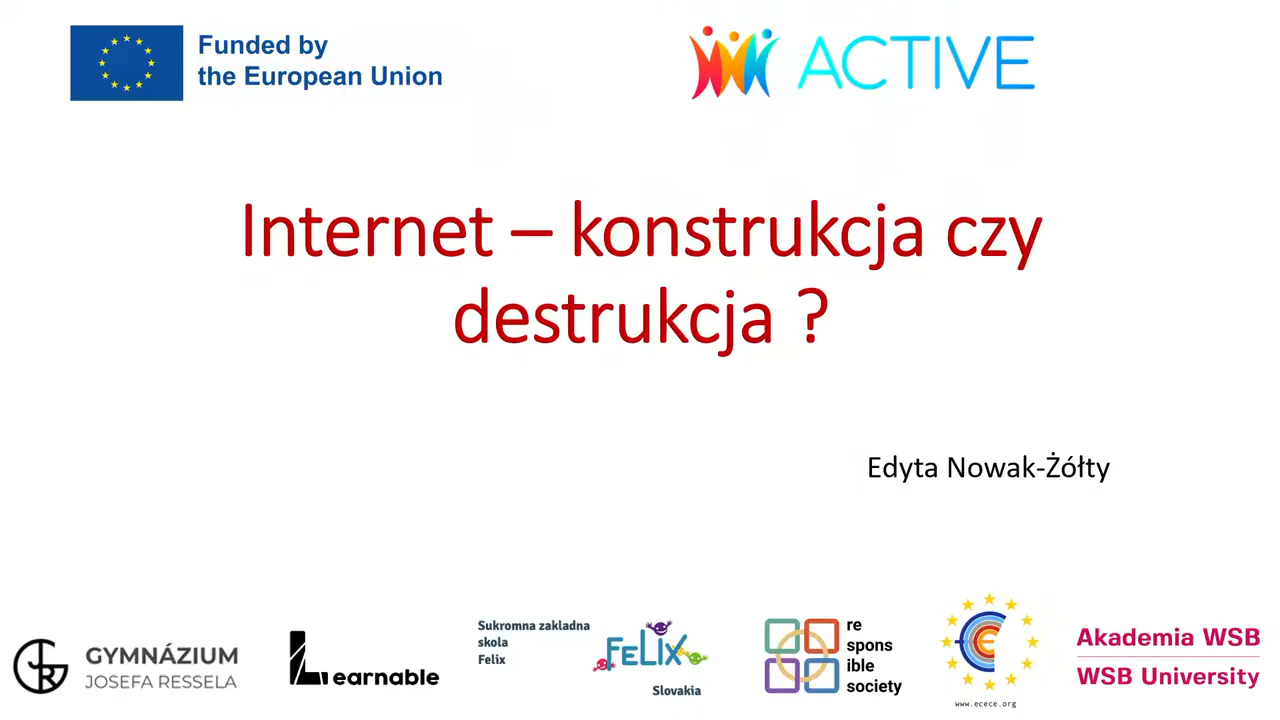 Funded by
the European Union
ACTIVE
Internet – konstrukcja czy
destrukcja ?
Edyta Nowak-Żółty
GYMNÁZIUM
JOSEFA RESSELA
Learnable
Sukromna zakladna
skola
Felix
FELIX
Slovakia
re
spons
ible
society
www.ecece.org
Akademia WSB
WSB University